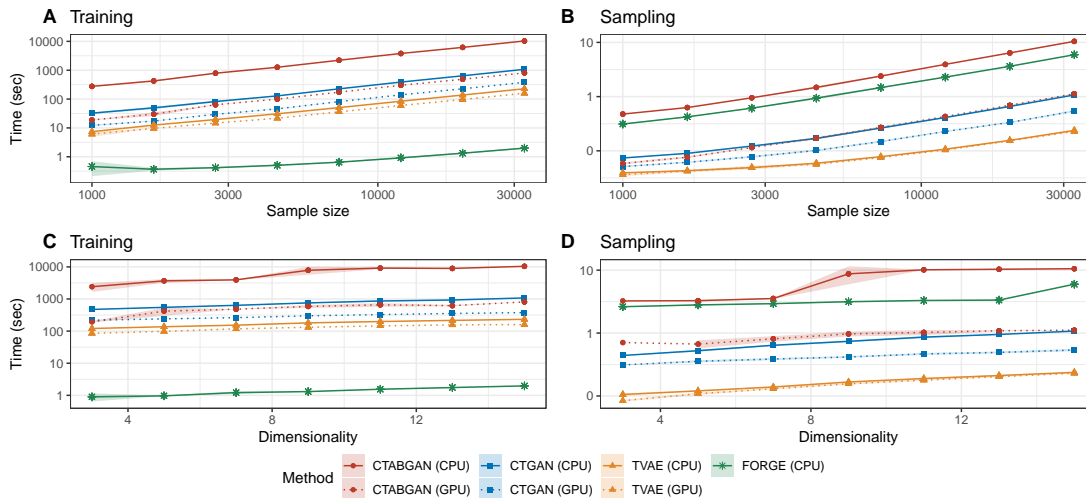 A Training
B Sampling
Time (sec)
10000
1000
100
10
1
10
1
0
1000
3000
10000
30000
1000
3000
10000
30000
Sample size
Sample size
C Training
D Sampling
Time (sec)
10000
1000
100
10
1
10
1
0
4
8
12
4
8
12
Dimensionality
Dimensionality
Method
CTABGAN (CPU)
CTGAN (CPU)
TVAE (CPU)
FORGE (CPU)
CTABGAN (GPU)
CTGAN (GPU)
TVAE (GPU)